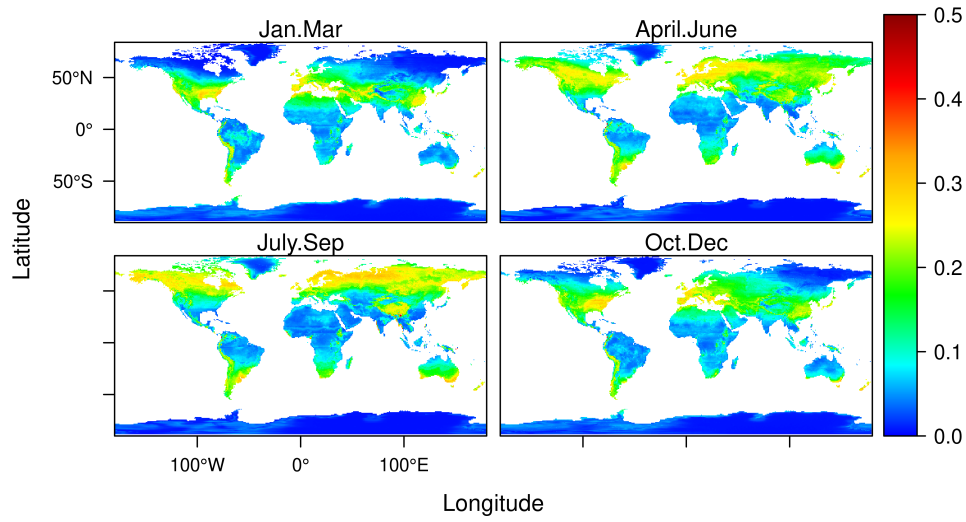 Jan.Mar
April.June
50°N
0°
50°S
Latitude
July.Sep
Oct.Dec
100°W
0°
100°E
Longitude
0.5
0.4
0.3
0.2
0.1
0.0